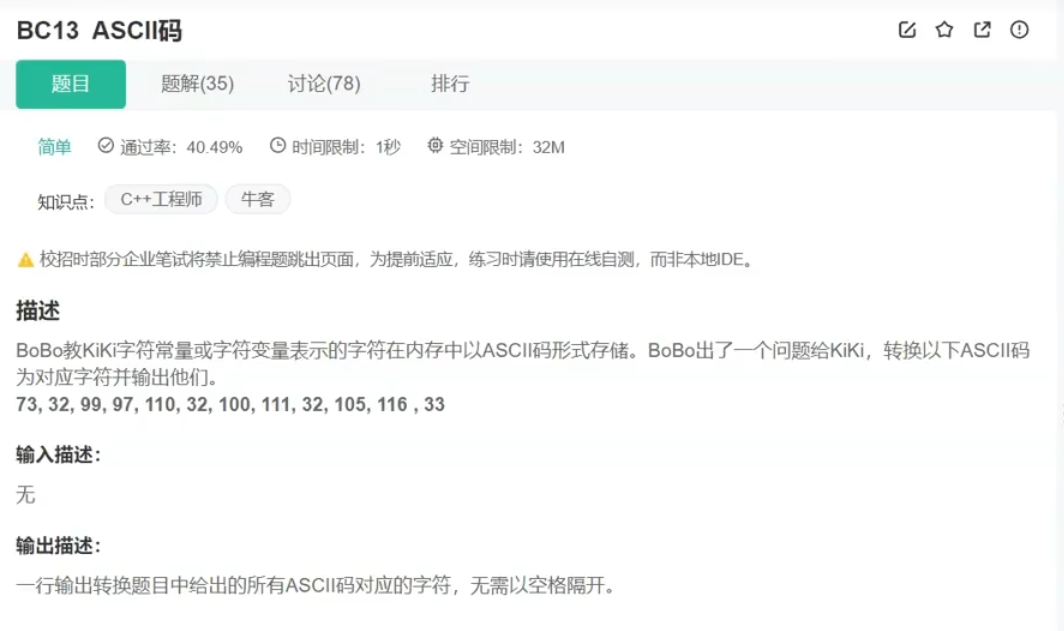 BC13 ASCII码
题目 题解(35) 讨论(78) 排行
简单 通过率：40.49% 时间限制：1秒 空间限制：32M
知识点： C++工程师 牛客
校招时部分企业笔试将禁止编程题跳出页面，为提前适应，练习时请使用在线自测，而非本地IDE。
描述
BoBo教KiKi字符常量或字符变量表示的字符在内存中以ASCII码形式存储。BoBo出了一个问题给KiKi，转换以下ASCII码
为对应字符并输出他们。
73, 32, 99, 97, 110, 32, 100, 111, 32, 105, 116 , 33
输入描述：
无
输出描述：
一行输出转换题目中给出的所有ASCII码对应的字符，无需以空格隔开。